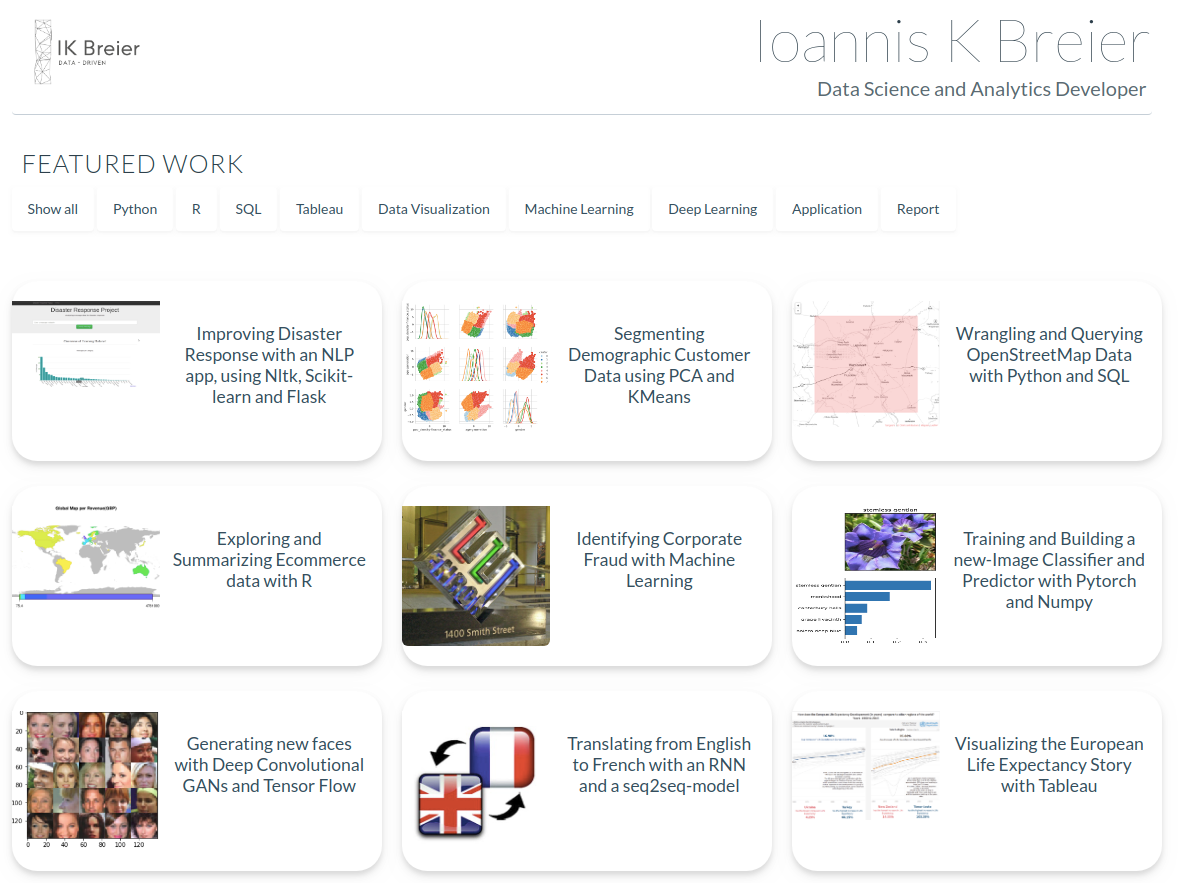 IK Breier
DATA - DRIVEN
Ioannis K Breier
Data Science and Analytics Developer
FEATURED WORK
Show all
Python
R
SQL
Tableau
Data Visualization
Machine Learning
Deep Learning
Application
Report
Disaster Response Project
Improving Disaster
Response with an NLP
app, using Nltk, Scikit-
learn and Flask
Segmenting
Demographic Customer
Data using PCA and
KMeans
Wrangling and Querying
OpenStreetMap Data
with Python and SQL
Global Map per Revenue(GBP)
Exploring and
Summarizing Ecommerce
data with R
1400 Smith Street
Identifying Corporate
Fraud with Machine
Learning
stemless gentian
stemless gentian
Training and Building a
new-Image Classifier and
Predictor with Pytorch
and Numpy
0
20
40
60
80
100
120
0 20 40 60 80 100 120
Generating new faces
with Deep Convolutional
GANs and Tensor Flow
Translating from English
to French with an RNN
and a seq2seq-model
Visualizing the European
Life Expectancy Story
with Tableau